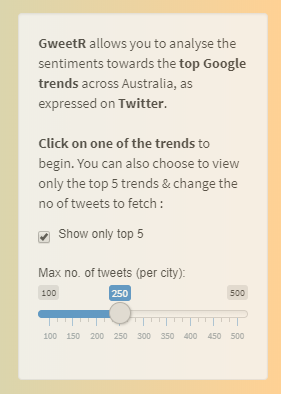 GweetR allows you to analyse the
sentiments towards the top Google
trends across Australia, as
expressed on Twitter.
Click on one of the trends to
begin. You can also choose to view
only the top 5 trends & change the
no of tweets to fetch :
Show only top 5
Max no. of tweets (per city):
100 250 500
100 150 200 250 300 350 400 450 500